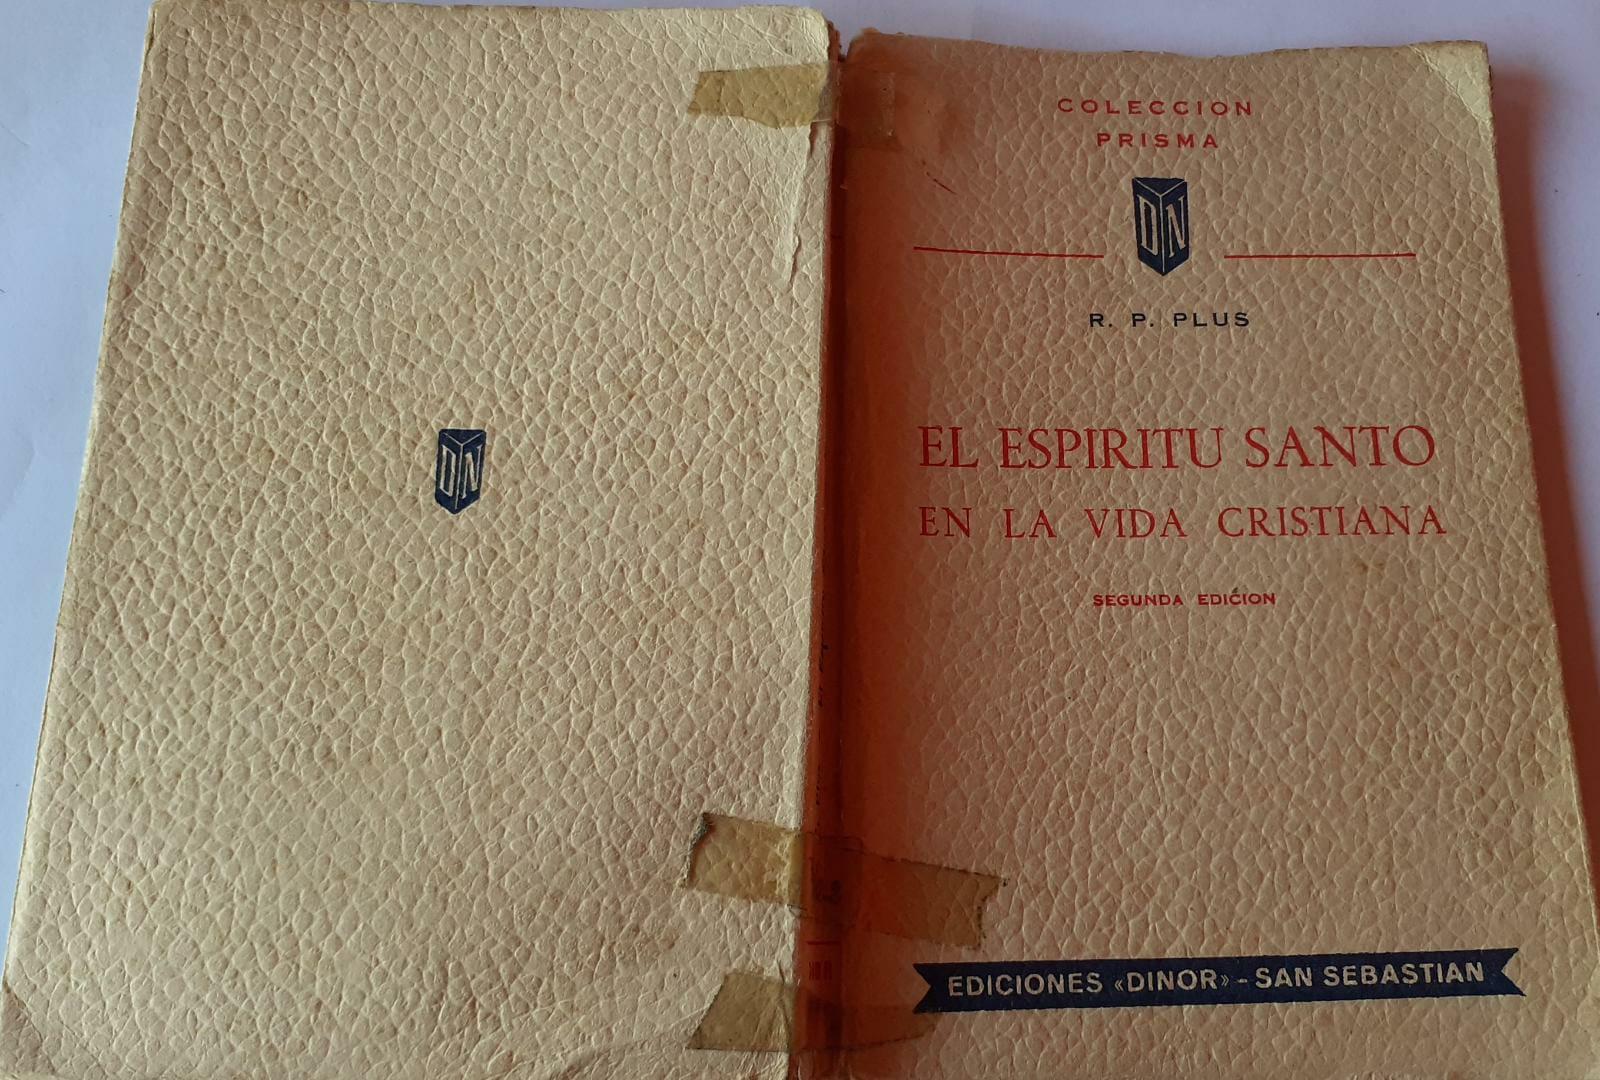 COLECCION
PRISMA
DN
R. P. PLUS
EL ESPIRITU SANTO
EN LA VIDA CRISTIANA
SEGUNDA EDICION
EDICIONES «DINOR» - SAN SEBASTIAN
DN